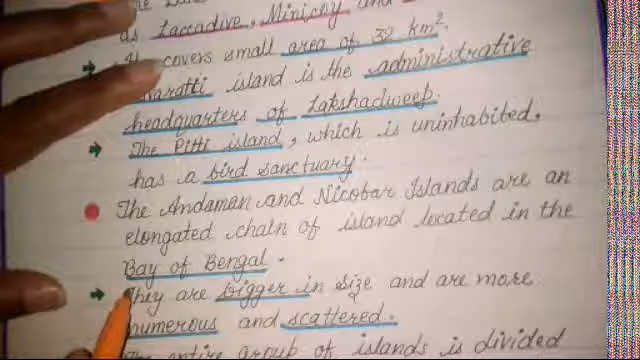 as Laccadive, Minicoy and
covers small area of 32 km².
island is the administrative
headquarters of Lakshadweep.
The Pitti island, which is uninhabited,
has a bird sanctuary.
The Andaman and Nicobar Islands are an
elongated chain of island located in the
Bay of Bengal.
They are bigger in size and are more
numerous and scattered.
The entire group of islands is divided